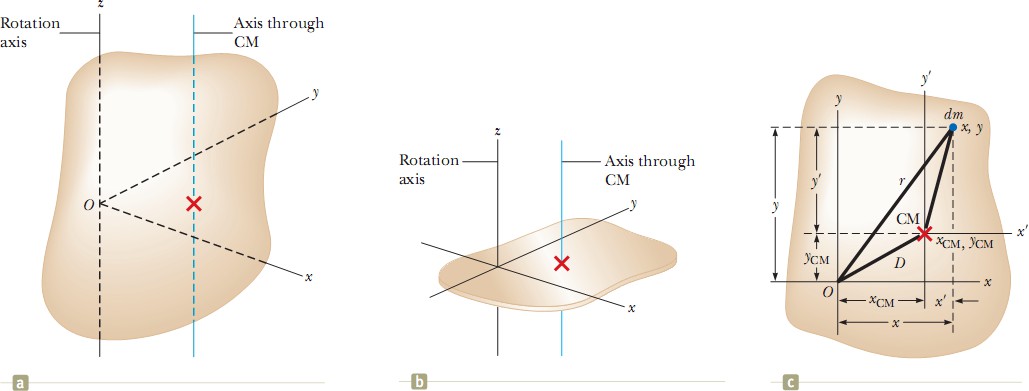 z
Rotation
axis
Axis through
CM
y
O
x
a
z
Rotation
axis
Axis through
CM
y
x
b
y′
y
dm
x, y
y′
r
y
CM
x′
xCM, yCM
yCM
D
O
x
xCM
x′
x
c